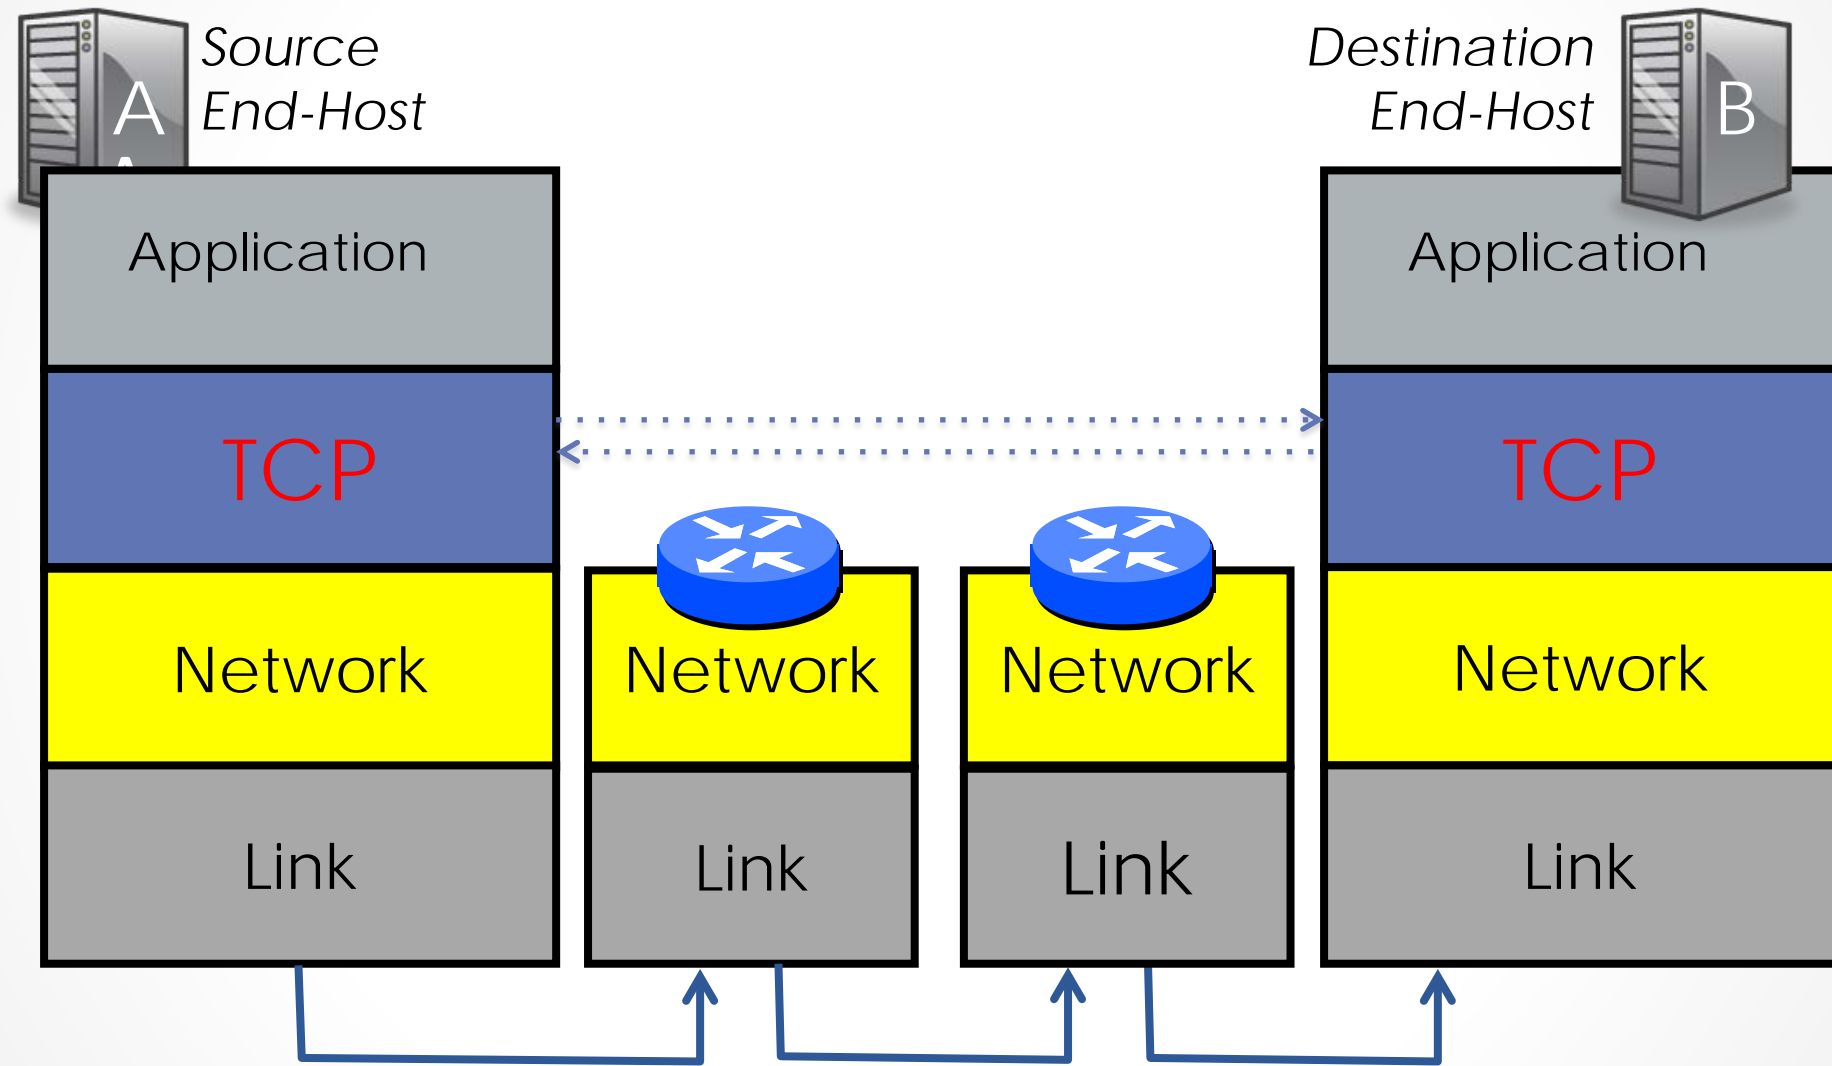 A
Source
End-Host
Destination
End-Host
B
Application
Application
TCP
TCP
Network
Network
Network
Network
Link
Link
Link
Link